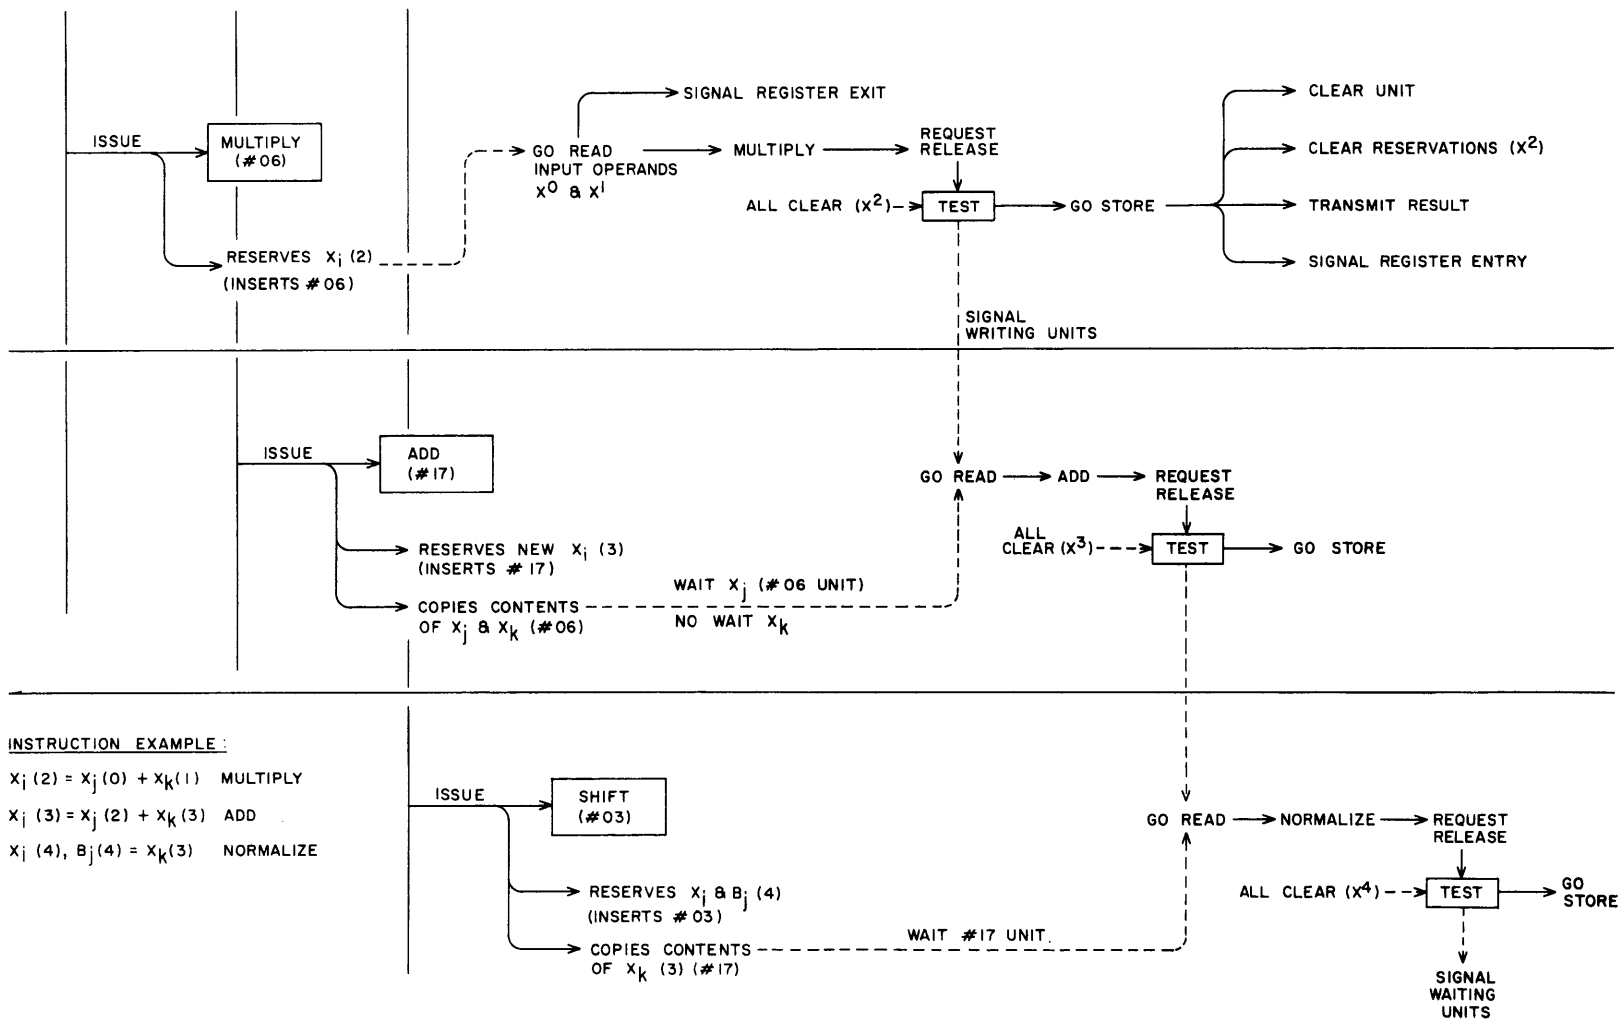 SIGNAL REGISTER EXIT
CLEAR UNIT
ISSUE
MULTIPLY
(#06)
GO READ
INPUT OPERANDS
X⁰ & X¹
MULTIPLY
REQUEST
RELEASE
CLEAR RESERVATIONS (X²)
ALL CLEAR (X²)
TEST
GO STORE
TRANSMIT RESULT
RESERVES Xi (2)
(INSERTS #06)
SIGNAL REGISTER ENTRY
SIGNAL
WRITING UNITS
ISSUE
ADD
(#17)
GO READ
ADD
REQUEST
RELEASE
RESERVES NEW Xi (3)
(INSERTS #17)
ALL
CLEAR (X³)
TEST
GO STORE
COPIES CONTENTS
OF Xj & Xk (#06)
WAIT Xj (#06 UNIT)
NO WAIT Xk
INSTRUCTION EXAMPLE:
Xi (2) = Xj (0) + Xk (1) MULTIPLY
Xi (3) = Xj (2) + Xk (3) ADD
Xi (4), Bj (4) = Xk (3) NORMALIZE
ISSUE
SHIFT
(#03)
GO READ
NORMALIZE
REQUEST
RELEASE
RESERVES Xi & Bj (4)
(INSERTS #03)
ALL CLEAR (X⁴)
TEST
GO
STORE
COPIES CONTENTS
OF Xk (3) (#17)
WAIT #17 UNIT.
SIGNAL
WAITING
UNITS